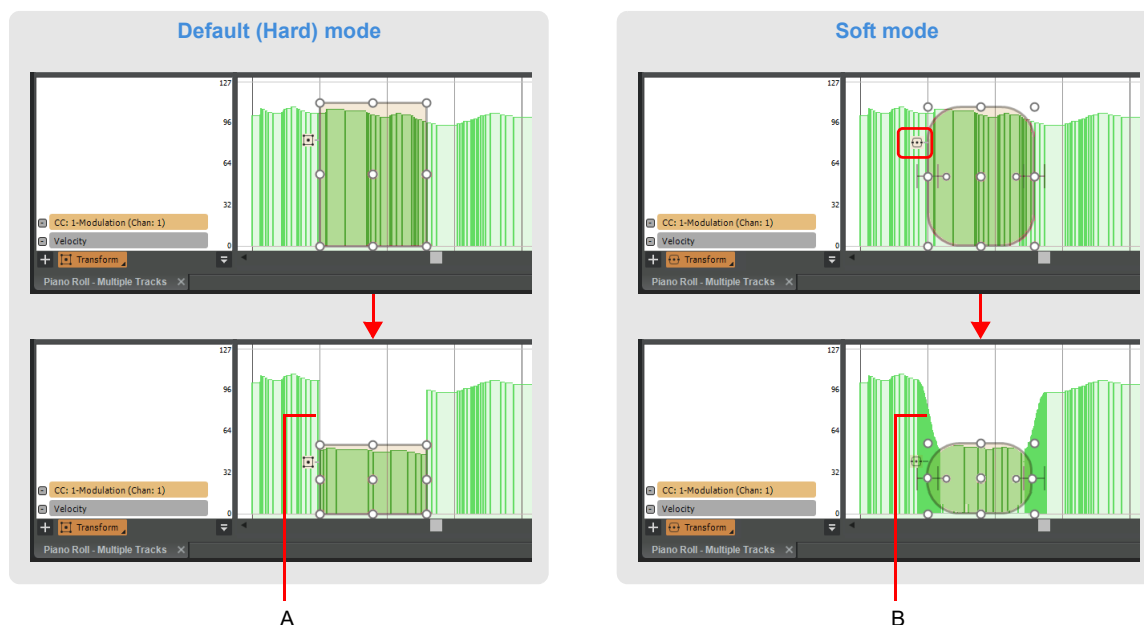 Default (Hard) mode
127
96
64
32
0
CC: 1-Modulation (Chan: 1)
Velocity
Transform
Piano Roll - Multiple Tracks
127
96
64
32
0
CC: 1-Modulation (Chan: 1)
Velocity
Transform
Piano Roll - Multiple Tracks
A
Soft mode
127
96
64
32
0
CC: 1-Modulation (Chan: 1)
Velocity
Transform
Piano Roll - Multiple Tracks
127
96
64
32
0
CC: 1-Modulation (Chan: 1)
Velocity
Transform
Piano Roll - Multiple Tracks
B